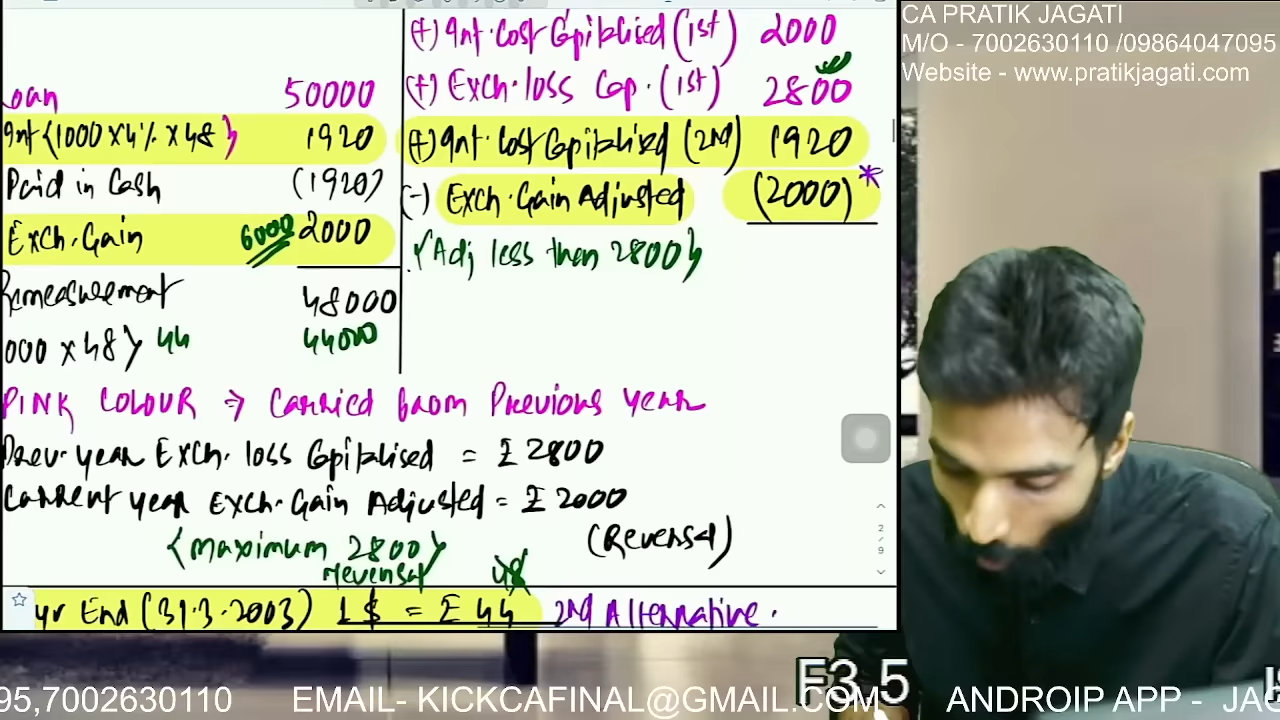 (+) Int. Cost Capitalised (1st) 2000
(+) Exch. loss Cap. (1st) 2800
(+) Int. Cost Capitalised (2nd) 1920
(-) Exch. Gain Adjusted (2000) *
{Adj less than 2800}
Loan 50000
Int {1000 x 4% x 48} 1920
Paid in Cash (1920)
Exch. Gain 6000 2000
Remeasurement 48000
000 x 48} 44 44000
PINK COLOUR → Carried from Previous year
Prev. year Exch. loss Capitalised = £ 2800
Current year Exch. Gain Adjusted = £ 2000
{Maximum 2800} (Reversal)
reversal 48
yr End (31.3.2003) 1 $ = £ 44 2nd Alternative.
2/9
CA PRATIK JAGATI
M/O - 7002630110 /09864047095
Website - www.pratikjagati.com
F3 5
95,7002630110 EMAIL- KICKCAFINAL@GMAIL.COM ANDROIP APP - JAG